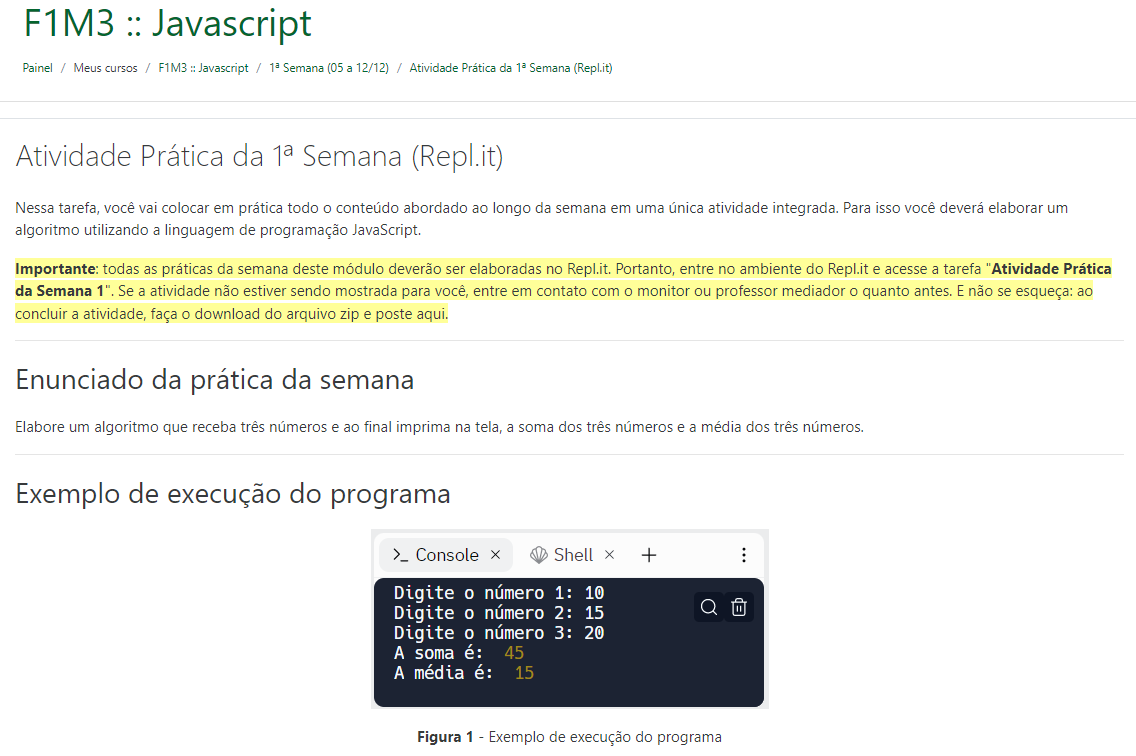 F1M3 :: Javascript
Painel / Meus cursos / F1M3 :: Javascript / 1ª Semana (05 a 12/12) / Atividade Prática da 1ª Semana (Repl.it)
Atividade Prática da 1ª Semana (Repl.it)
Nessa tarefa, você vai colocar em prática todo o conteúdo abordado ao longo da semana em uma única atividade integrada. Para isso você deverá elaborar um
algoritmo utilizando a linguagem de programação JavaScript.
Importante: todas as práticas da semana deste módulo deverão ser elaboradas no Repl.it. Portanto, entre no ambiente do Repl.it e acesse a tarefa "Atividade Prática
da Semana 1". Se a atividade não estiver sendo mostrada para você, entre em contato com o monitor ou professor mediador o quanto antes. E não se esqueça: ao
concluir a atividade, faça o download do arquivo zip e poste aqui.
Enunciado da prática da semana
Elabore um algoritmo que receba três números e ao final imprima na tela, a soma dos três números e a média dos três números.
Exemplo de execução do programa
>_ Console × Shell × +
Digite o número 1: 10
Digite o número 2: 15
Digite o número 3: 20
A soma é:  45
A média é:  15
Figura 1 - Exemplo de execução do programa